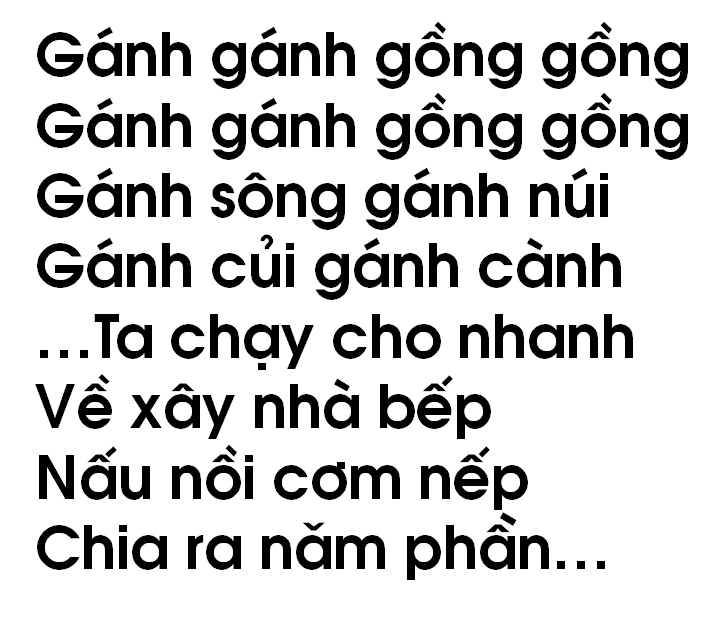 Gánh gánh gồng gồng
Gánh gánh gồng gồng
Gánh sông gánh núi
Gánh củi gánh cành
...Ta chạy cho nhanh
Về xây nhà bếp
Nấu nồi cơm nếp
Chia ra năm phần...